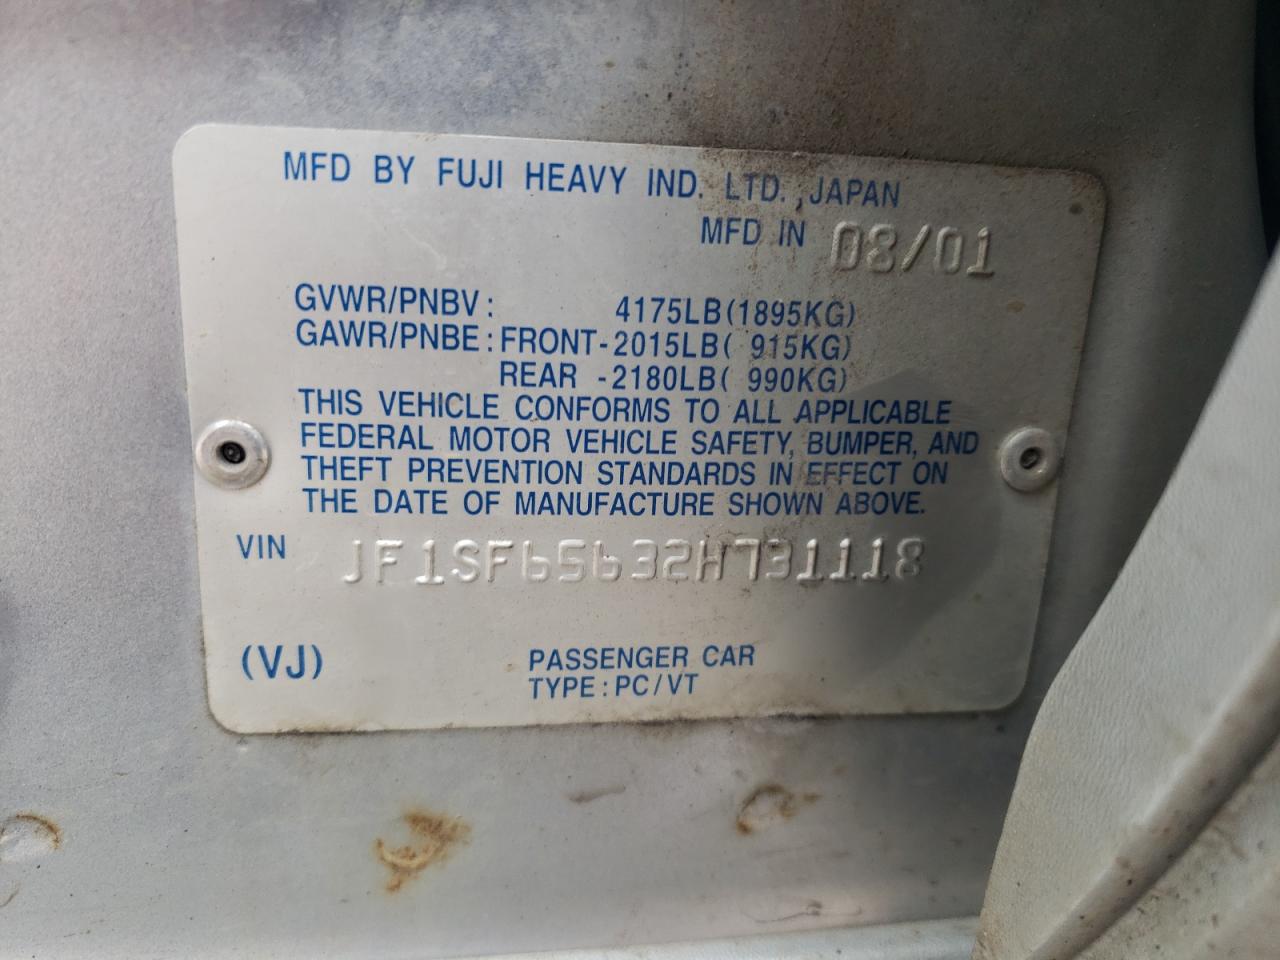 MFD BY FUJI HEAVY IND. LTD., JAPAN
MFD IN 08/01
GVWR/PNBV: 4175LB(1895KG)
GAWR/PNBE: FRONT-2015LB( 915KG)
REAR -2180LB( 990KG)
THIS VEHICLE CONFORMS TO ALL APPLICABLE
FEDERAL MOTOR VEHICLE SAFETY, BUMPER, AND
THEFT PREVENTION STANDARDS IN EFFECT ON
THE DATE OF MANUFACTURE SHOWN ABOVE.
VIN JF1SF65632H731118
(VJ)
PASSENGER CAR
TYPE: PC/VT